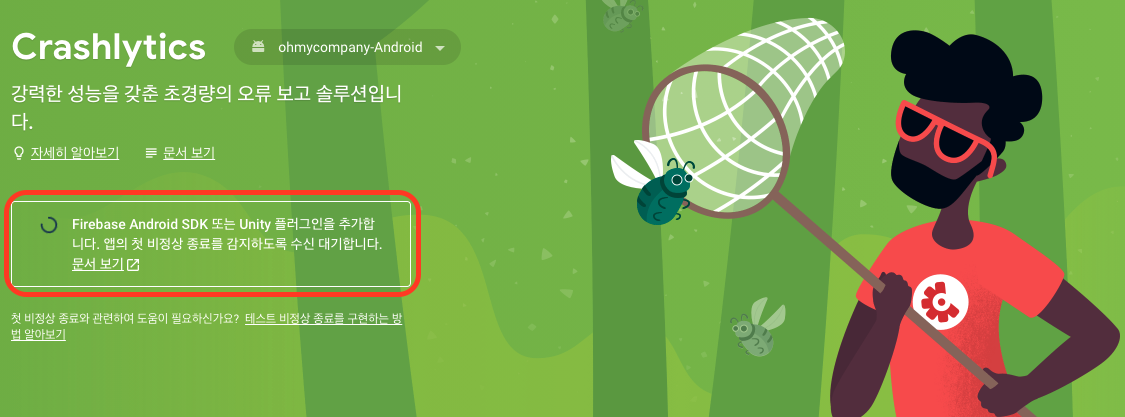 Crashlytics
ohmycompany-Android
강력한 성능을 갖춘 초경량의 오류 보고 솔루션입니
다.
자세히 알아보기 문서 보기
Firebase Android SDK 또는 Unity 플러그인을 추가합
니다. 앱의 첫 비정상 종료를 감지하도록 수신 대기합니다.
문서 보기
첫 비정상 종료와 관련하여 도움이 필요하신가요? 테스트 비정상 종료를 구현하는 방
법 알아보기